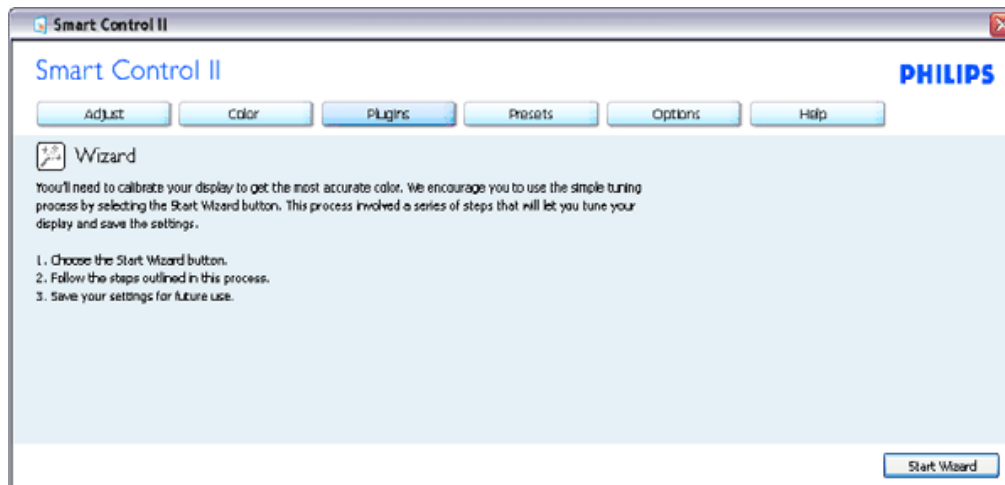 Smart Control II
Smart Control II
PHILIPS
Adjust Color Plugins Presets Options Help
Wizard
Yoou'll need to calibrate your display to get the most accurate color. We encourage you to use the simple tuning
process by selecting the Start Wizard button. This process involved a series of steps that will let you tune your
display and save the settings.
1. Choose the Start Wizard button.
2. Follow the steps outlined in this process.
3. Save your settings for future use.
Start Wizard